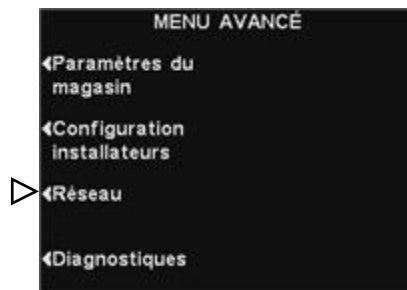 MENU AVANCÉ
Paramètres du
magasin
Configuration
installateurs
Réseau
Diagnostiques